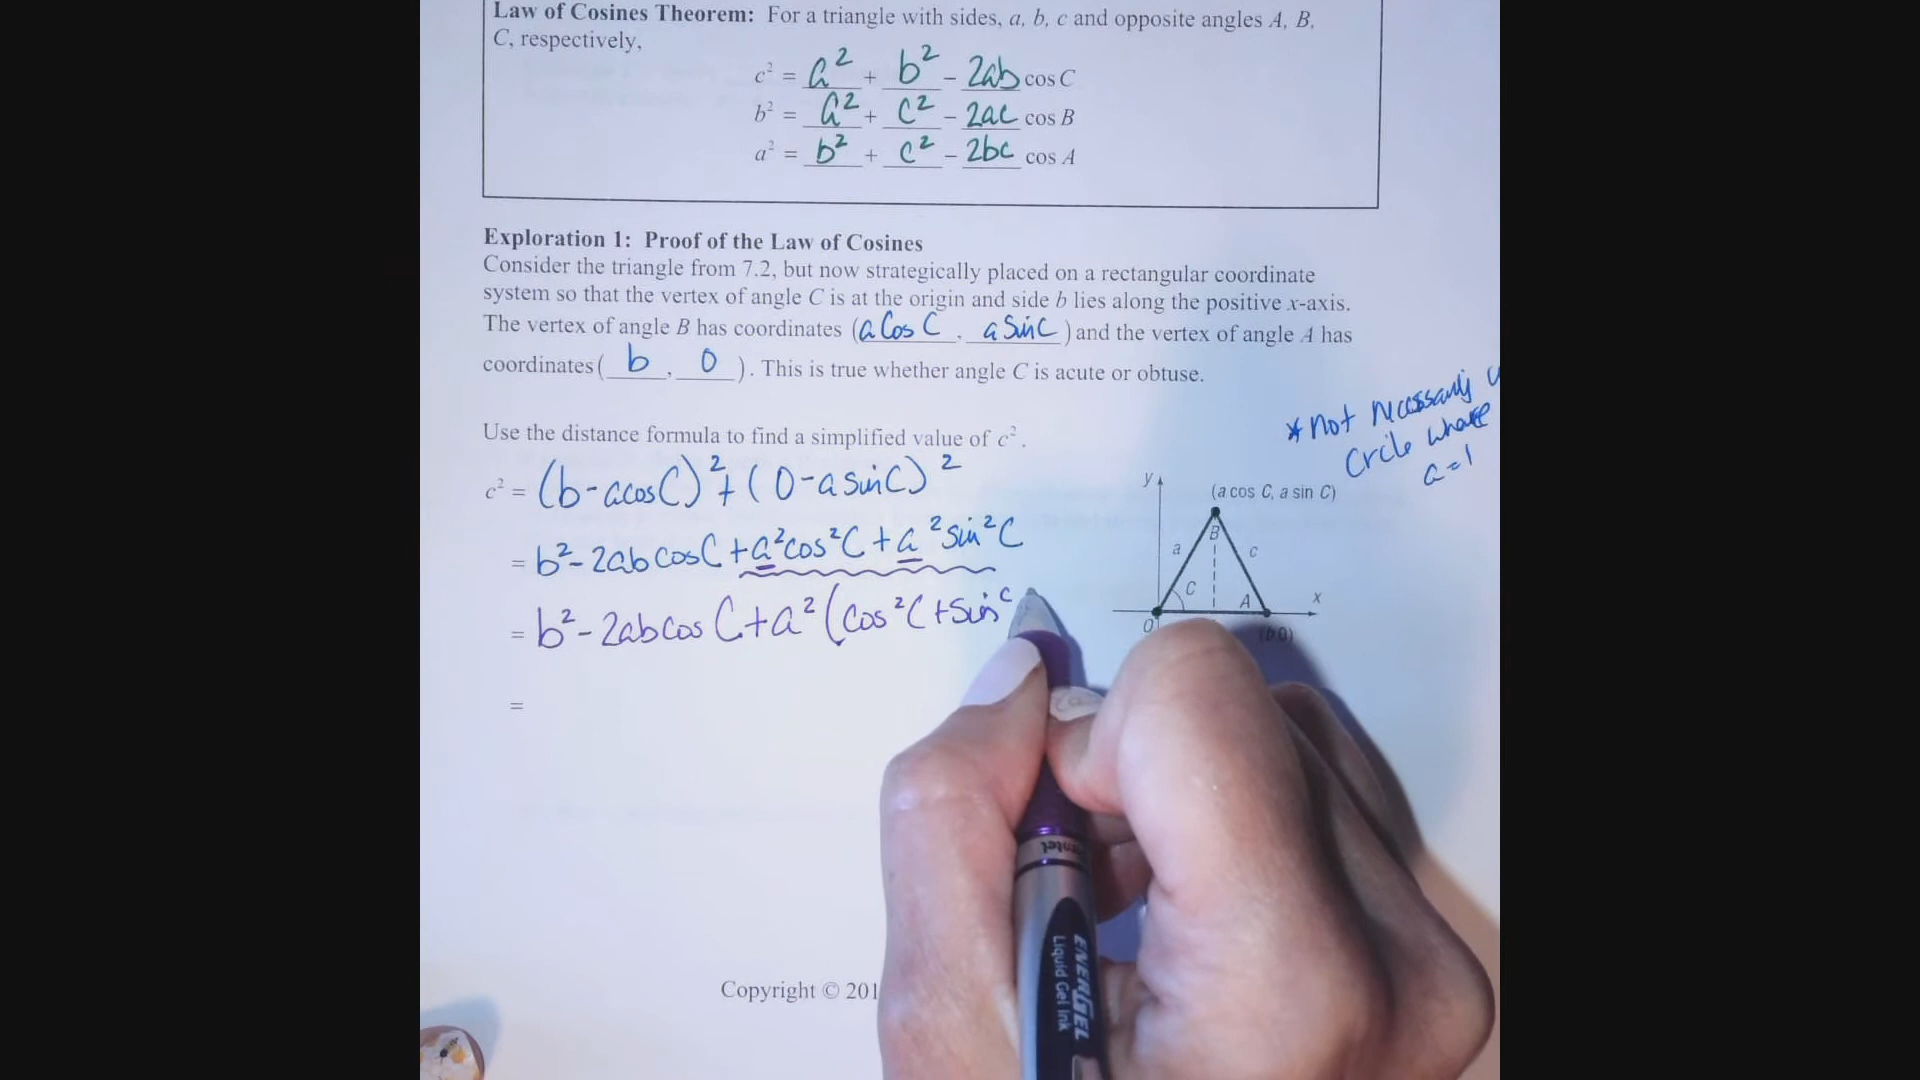 Law of Cosines Theorem: For a triangle with sides, a, b, c and opposite angles A, B,
C, respectively,
c² = a² + b² - 2ab cos C
b² = a² + c² - 2ac cos B
a² = b² + c² - 2bc cos A
Exploration 1: Proof of the Law of Cosines
Consider the triangle from 7.2, but now strategically placed on a rectangular coordinate
system so that the vertex of angle C is at the origin and side b lies along the positive x-axis.
The vertex of angle B has coordinates (a Cos C, a Sin C) and the vertex of angle A has
coordinates (b, 0). This is true whether angle C is acute or obtuse.
* not necessarily
Circle where
a=1
Use the distance formula to find a simplified value of c².
c² = (b-acosC)² + (0-a sinC)²
= b²-2ab cosC + a²cos²C + a²sin²C
= b²-2ab cos C + a²(cos²C + sin
=
y
(a cos C, a sin C)
B
a
c
C
A
x
0
(b,0)
Copyright © 201
Pentel
ENERGEL
Liquid Gel Ink